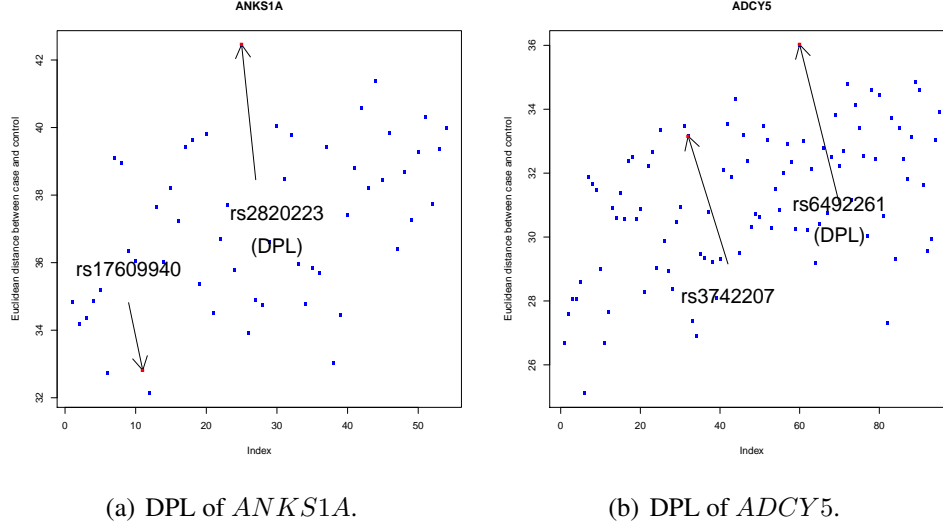 ANKS1A
Euclidean distance between case and control
42
40
38
36
34
32
rs2820223
(DPL)
rs17609940
0 10 20 30 40 50
Index
(a) DPL of ANKS1A.
ADCY5
Euclidean distance between case and control
36
34
32
30
28
26
rs6492261
(DPL)
rs3742207
0 20 40 60 80
Index
(b) DPL of ADCY5.